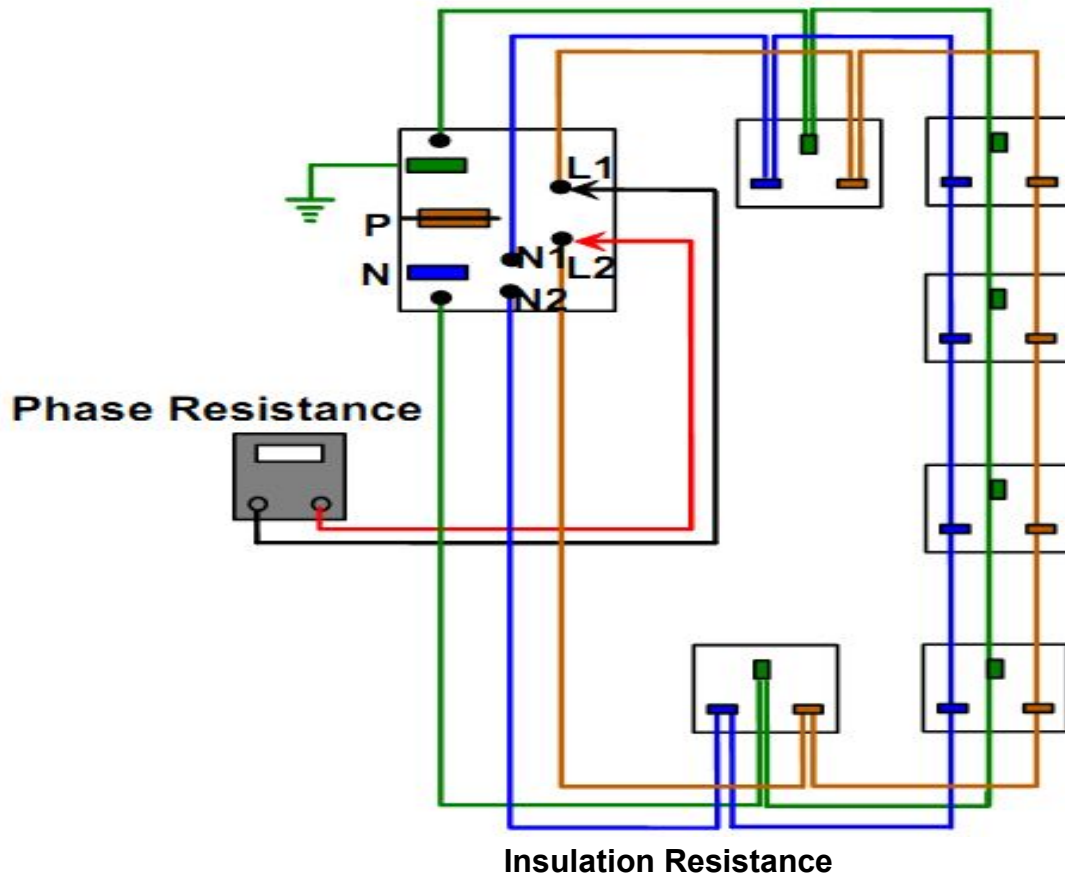 L1
P
N1
N
L2
N2
Phase Resistance
Insulation Resistance